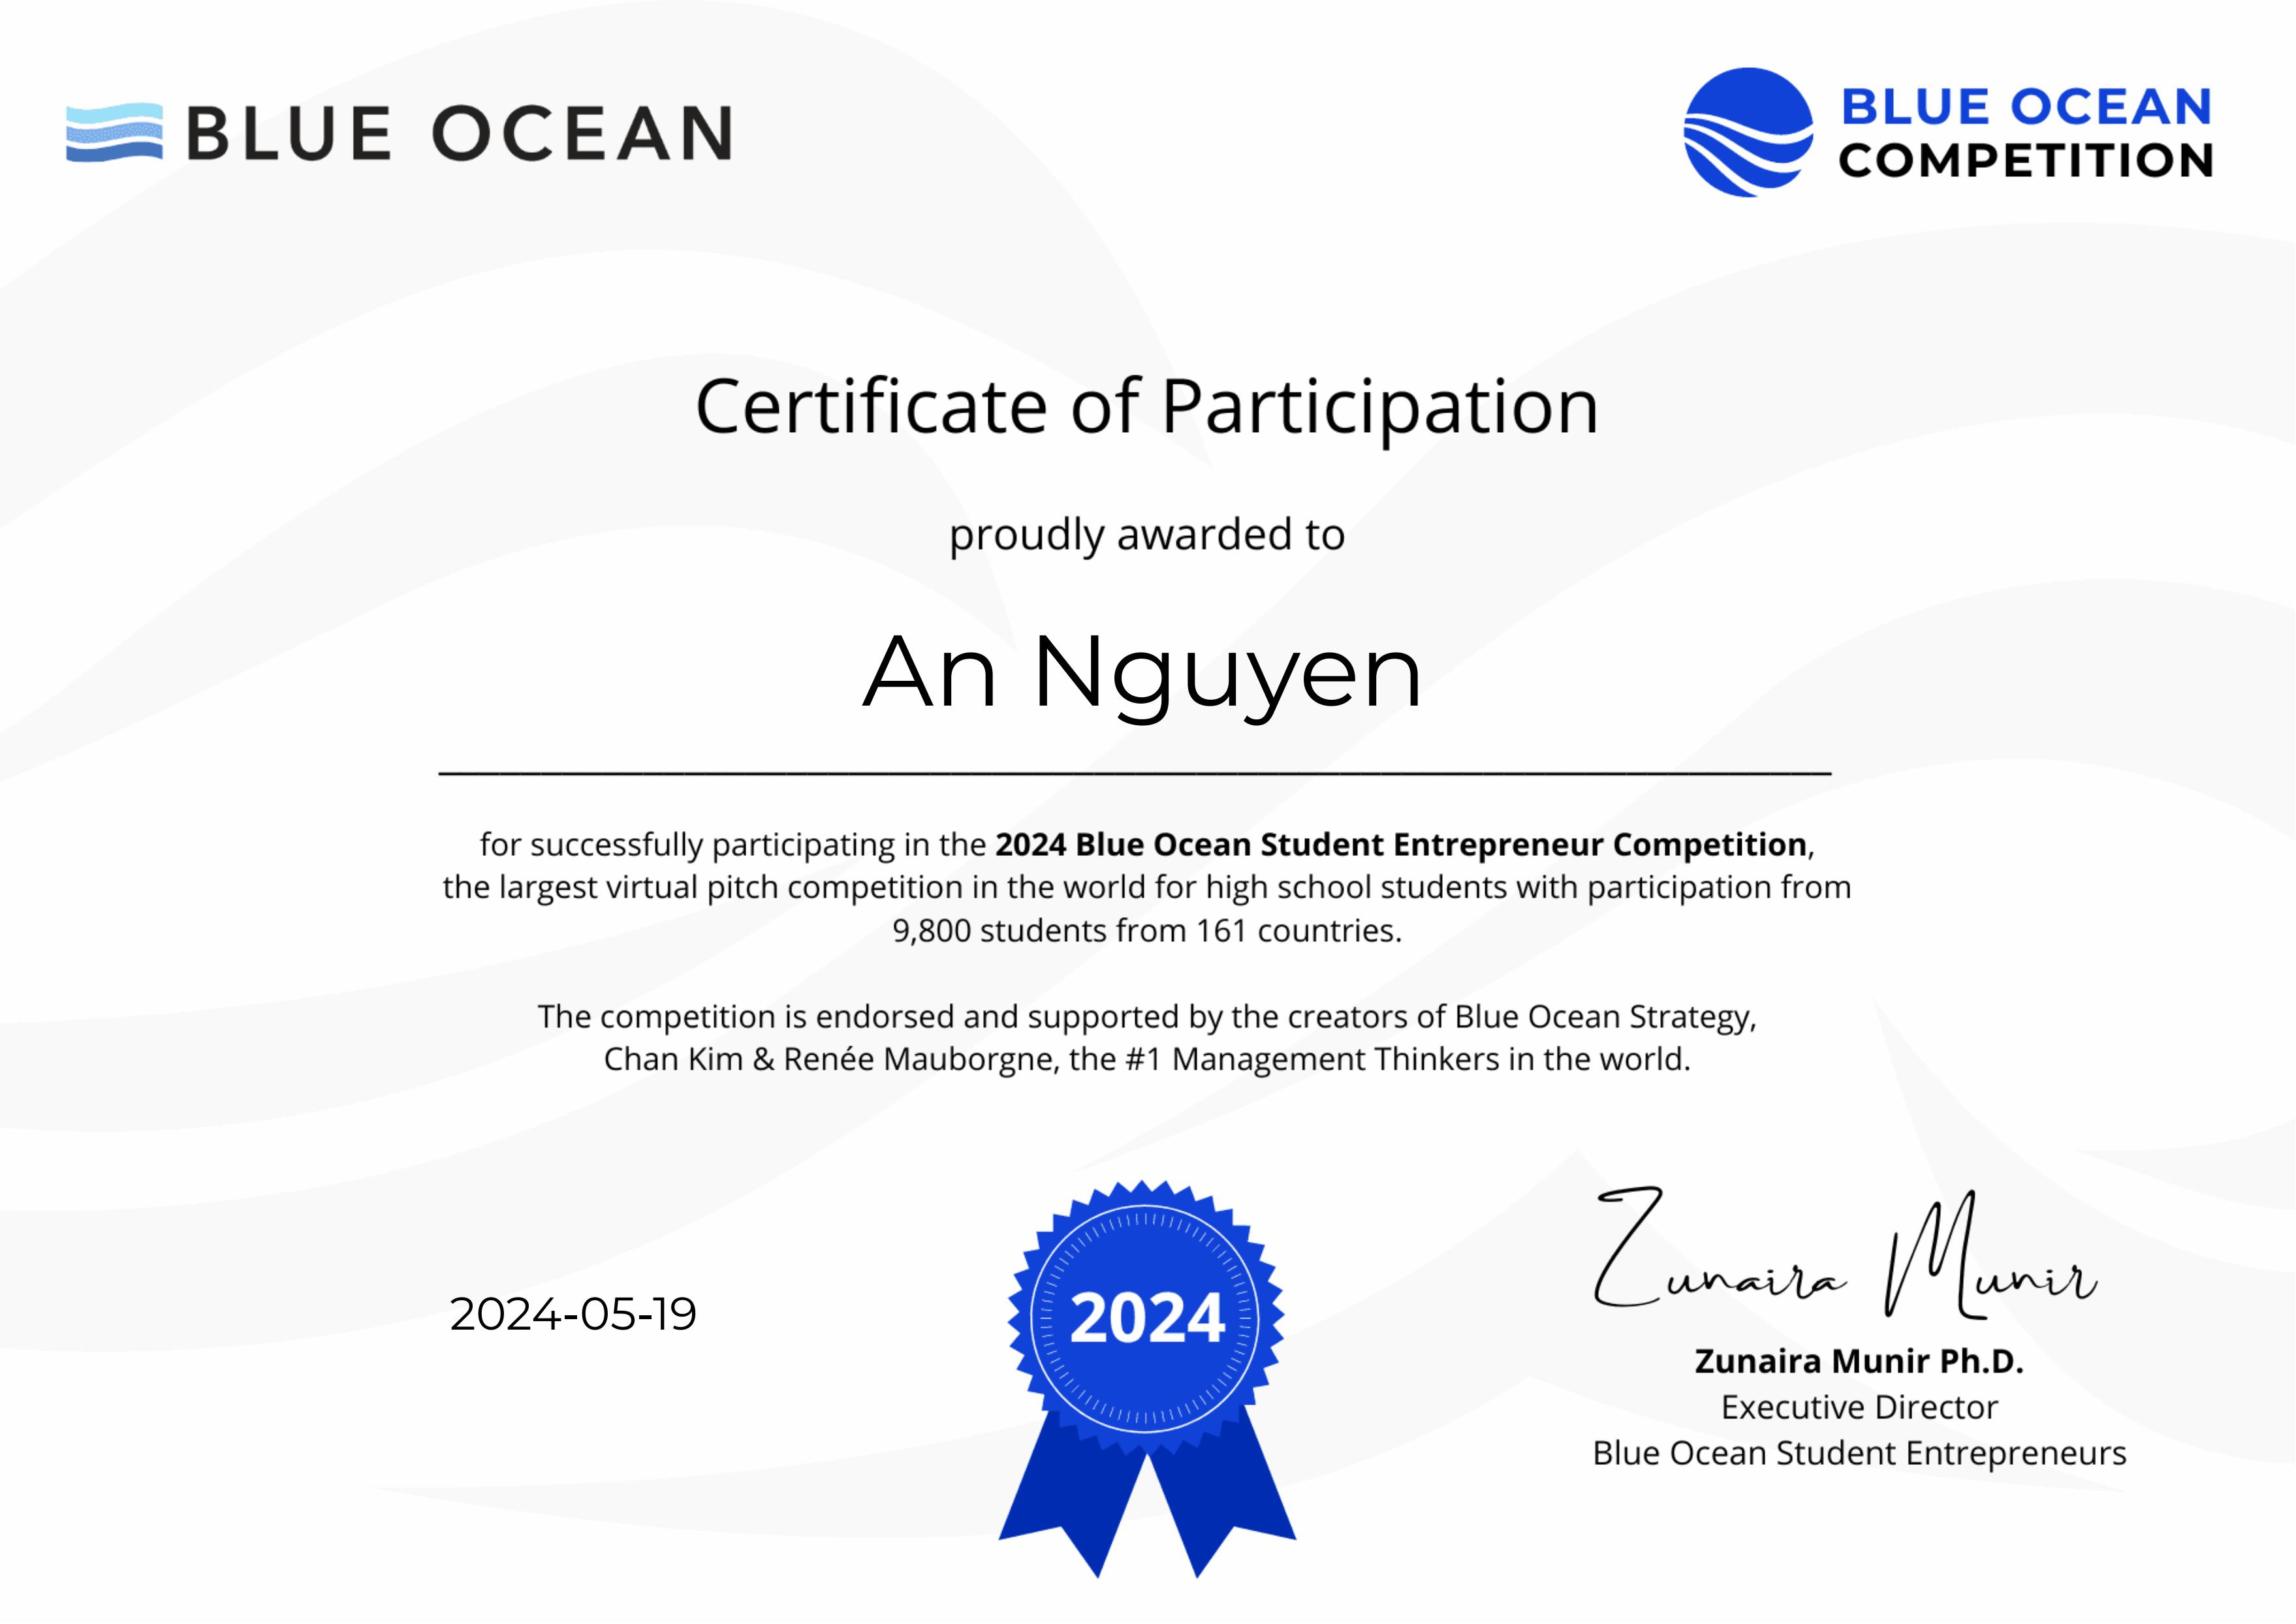 BLUE OCEAN
BLUE OCEAN
COMPETITION
Certificate of Participation
proudly awarded to
An Nguyen
for successfully participating in the 2024 Blue Ocean Student Entrepreneur Competition,
the largest virtual pitch competition in the world for high school students with participation from
9,800 students from 161 countries.
The competition is endorsed and supported by the creators of Blue Ocean Strategy,
Chan Kim & Renée Mauborgne, the #1 Management Thinkers in the world.
2024-05-19
2024
Zunaira Munir
Zunaira Munir Ph.D.
Executive Director
Blue Ocean Student Entrepreneurs